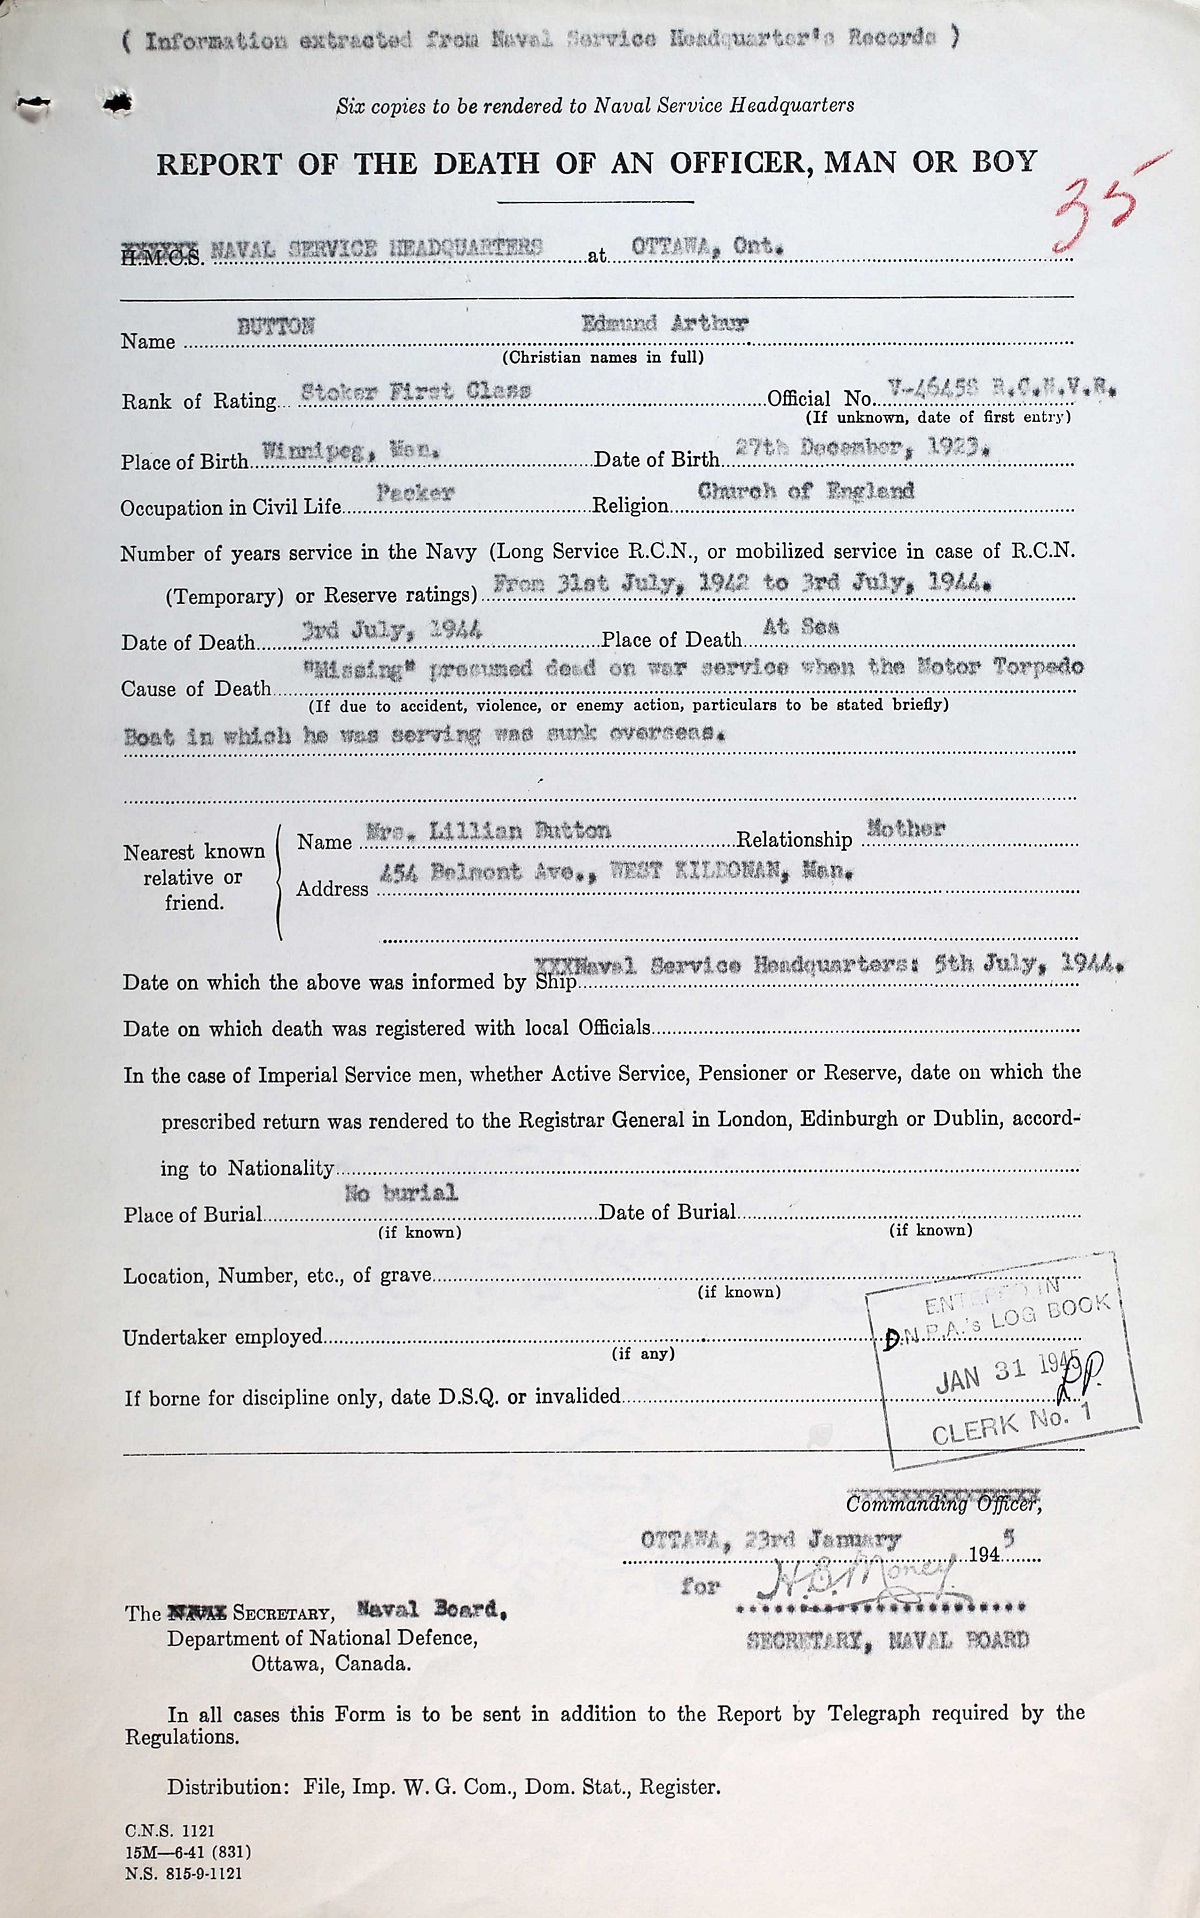 ( Information extracted from Naval Service Headquarter's Records )
Six copies to be rendered to Naval Service Headquarters
REPORT OF THE DEATH OF AN OFFICER, MAN OR BOY
35
H.M.C.S. NAVAL SERVICE HEADQUARTERS at OTTAWA, Ont.
Name BUTTON Edmund Arthur
(Christian names in full)
Rank of Rating Stoker First Class Official No. V-46458 R.C.N.V.R.
(If unknown, date of first entry)
Place of Birth Winnipeg, Man. Date of Birth 27th December, 1923.
Occupation in Civil Life Packer Religion Church of England
Number of years service in the Navy (Long Service R.C.N., or mobilized service in case of R.C.N.
(Temporary) or Reserve ratings) From 31st July, 1942 to 3rd July, 1944.
Date of Death 3rd July, 1944 Place of Death At Sea
Cause of Death "Missing" presumed dead on war service when the Motor Torpedo
(If due to accident, violence, or enemy action, particulars to be stated briefly)
Boat in which he was serving was sunk overseas.
Nearest known relative or friend.
Name Mrs. Lillian Button Relationship Mother
Address 454 Belmont Ave., WEST KILDONAN, Man.
Date on which the above was informed by Ship XXXNaval Service Headquarters: 5th July, 1944.
Date on which death was registered with local Officials
In the case of Imperial Service men, whether Active Service, Pensioner or Reserve, date on which the
prescribed return was rendered to the Registrar General in London, Edinburgh or Dublin, accord-
ing to Nationality
Place of Burial No burial Date of Burial
(if known) (if known)
Location, Number, etc., of grave
(if known)
Undertaker employed
(if any)
If borne for discipline only, date D.S.Q. or invalided
ENTERED IN
D.N.P.A.'s LOG BOOK
JAN 31 1945
CLERK No. 1
Commanding Officer,
OTTAWA, 23rd January 1945
for H.B. Money
The NAVAL SECRETARY, Naval Board.
SECRETARY, NAVAL BOARD
Department of National Defence,
Ottawa, Canada.
In all cases this Form is to be sent in addition to the Report by Telegraph required by the
Regulations.
Distribution: File, Imp. W. G. Com., Dom. Stat., Register.
C.N.S. 1121
15M—6-41 (831)
N.S. 815-9-1121